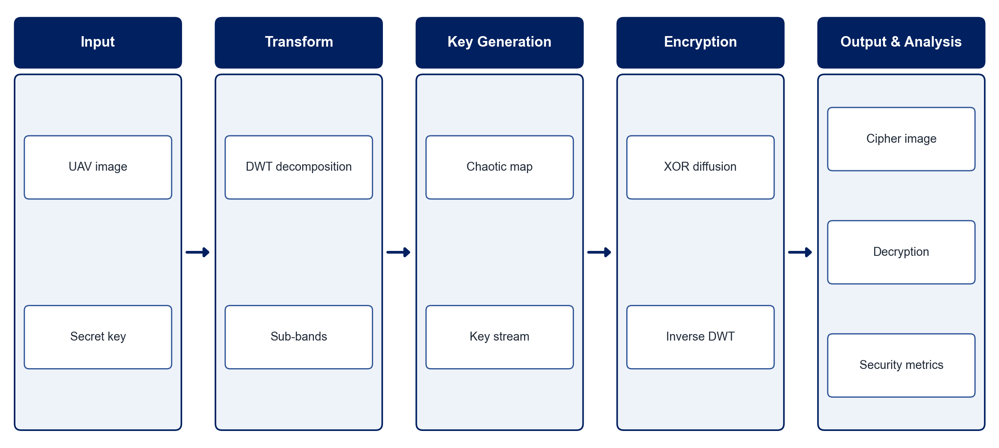 Input
UAV image
Secret key
Transform
DWT decomposition
Sub-bands
Key Generation
Chaotic map
Key stream
Encryption
XOR diffusion
Inverse DWT
Output & Analysis
Cipher image
Decryption
Security metrics